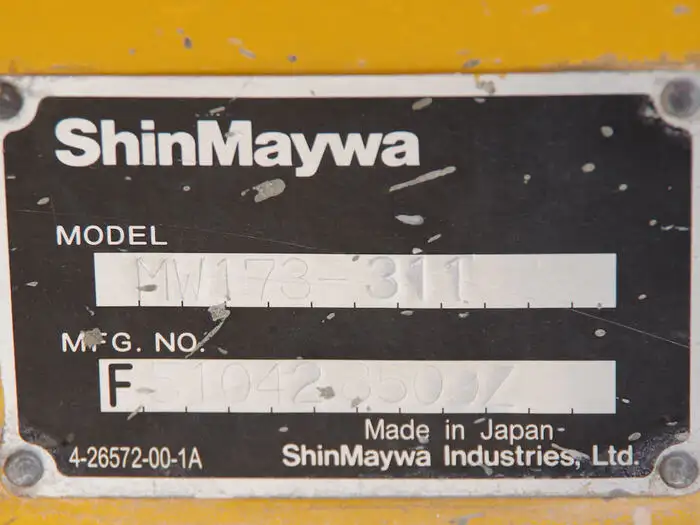 ShinMaywa
MODEL
MW173-311
MFG. NO.
Made in Japan
4-26572-00-1A
ShinMaywa Industries, Ltd.